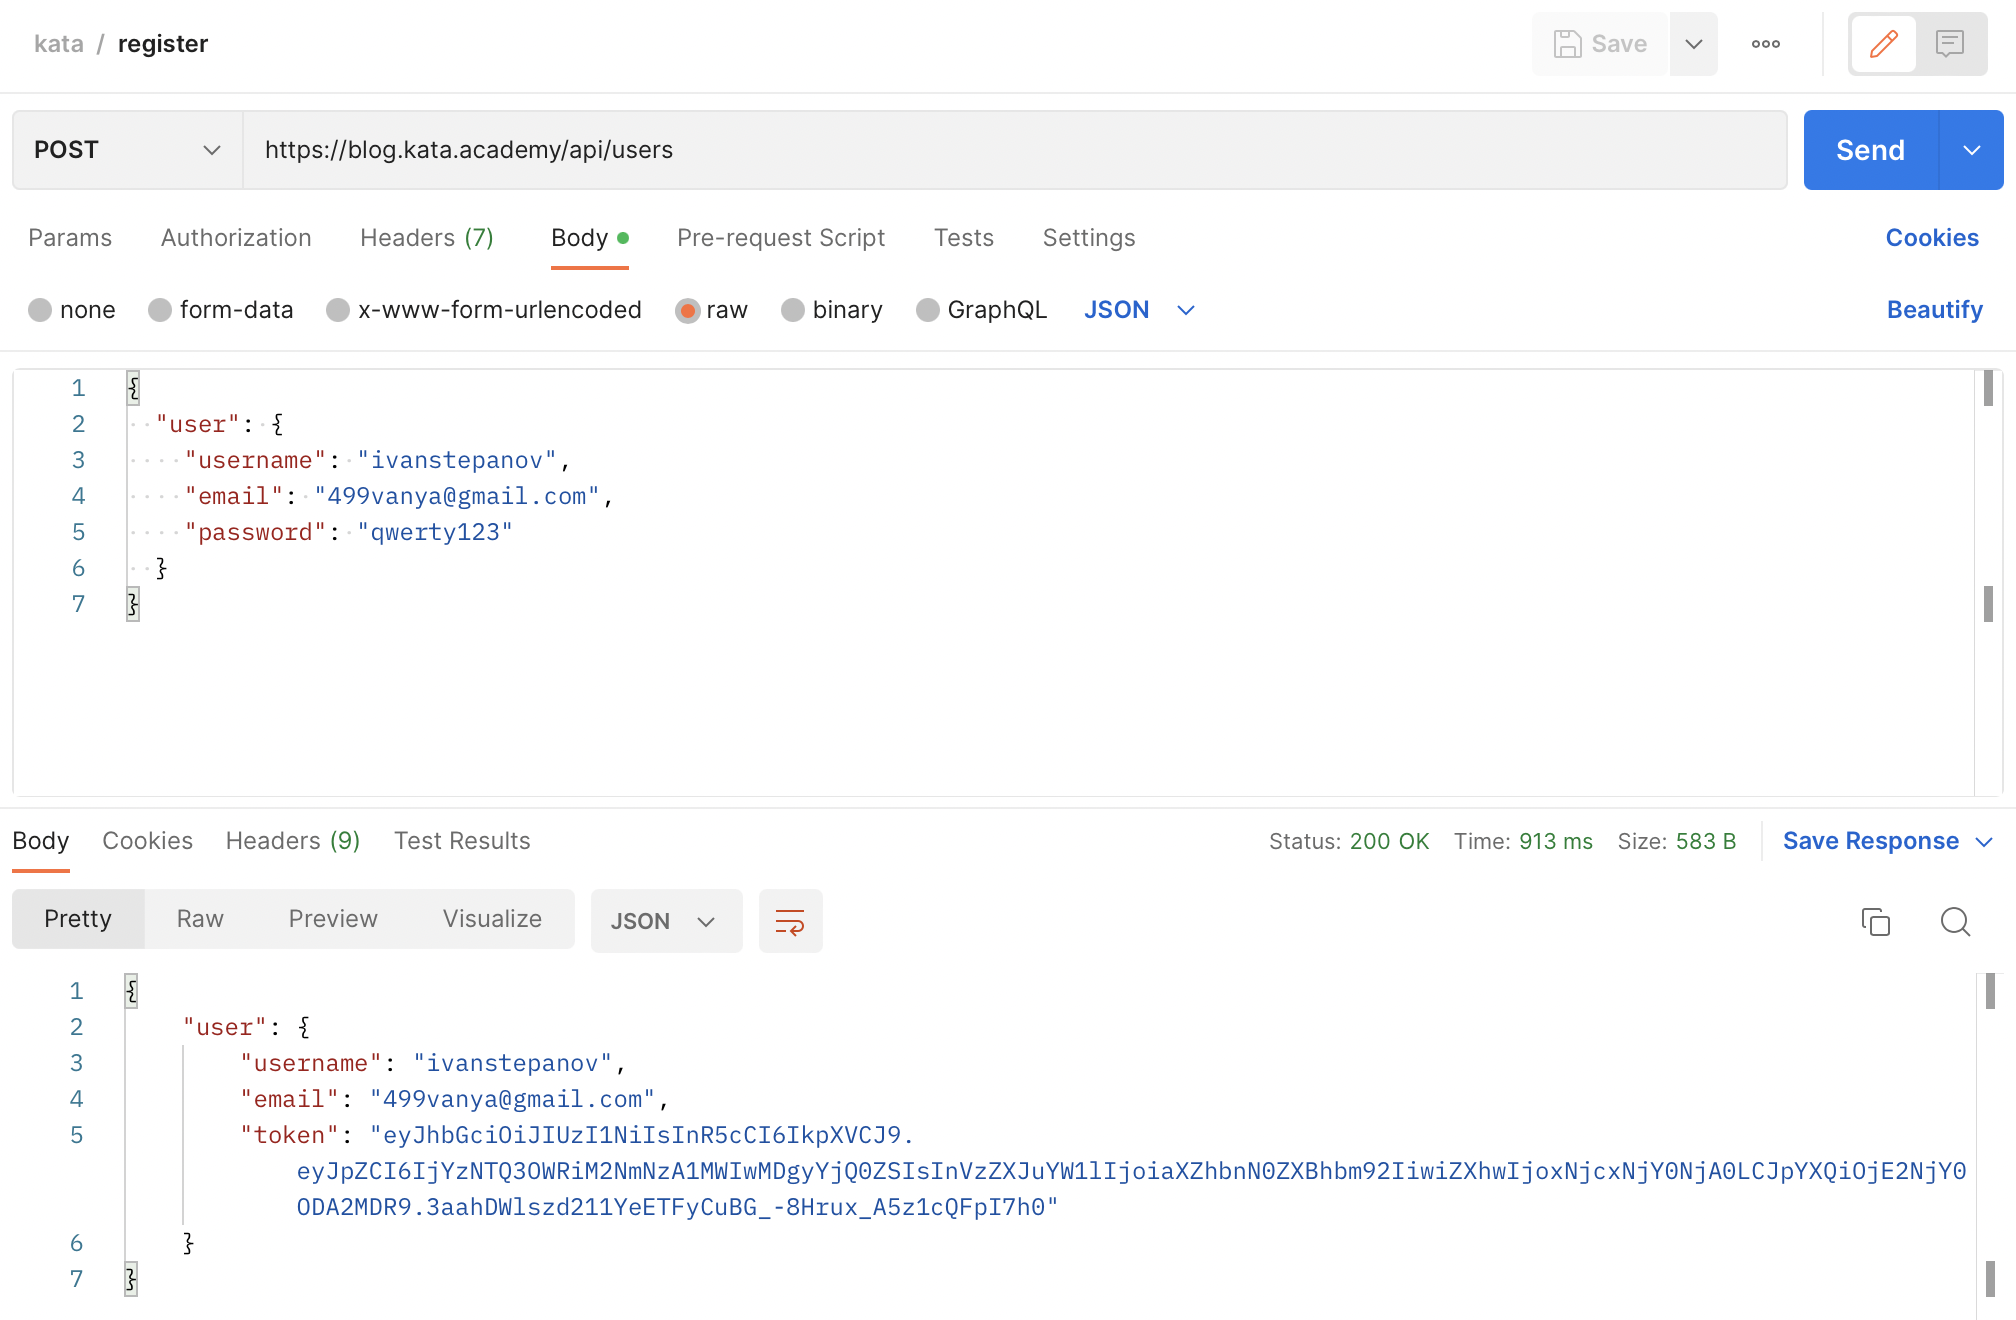 kata / register
Save
POST
https://blog.kata.academy/api/users
Send
Params Authorization Headers (7) Body Pre-request Script Tests Settings Cookies
none form-data x-www-form-urlencoded raw binary GraphQL JSON Beautify
1 {
2 "user": {
3 "username": "ivanstepanov",
4 "email": "499vanya@gmail.com",
5 "password": "qwerty123"
6 }
7 }
Body Cookies Headers (9) Test Results Status: 200 OK Time: 913 ms Size: 583 B Save Response
Pretty Raw Preview Visualize JSON
1 {
2 "user": {
3 "username": "ivanstepanov",
4 "email": "499vanya@gmail.com",
5 "token": "eyJhbGciOiJIUzI1NiIsInR5cCI6IkpXVCJ9.
eyJpZCI6IjYzNTQ3OWRiM2NmNzA1MWIwMDgyYjQ0ZSIsInVzZXJuYW1lIjoiaXZhbnN0ZXBhbm92IiwiZXhwIjoxNjcxNjY0NjA0LCJpYXQiOjE2NjY0
ODA2MDR9.3aahDWlszd211YeETFyCuBG_-8Hrux_A5z1cQFpI7h0"
6 }
7 }